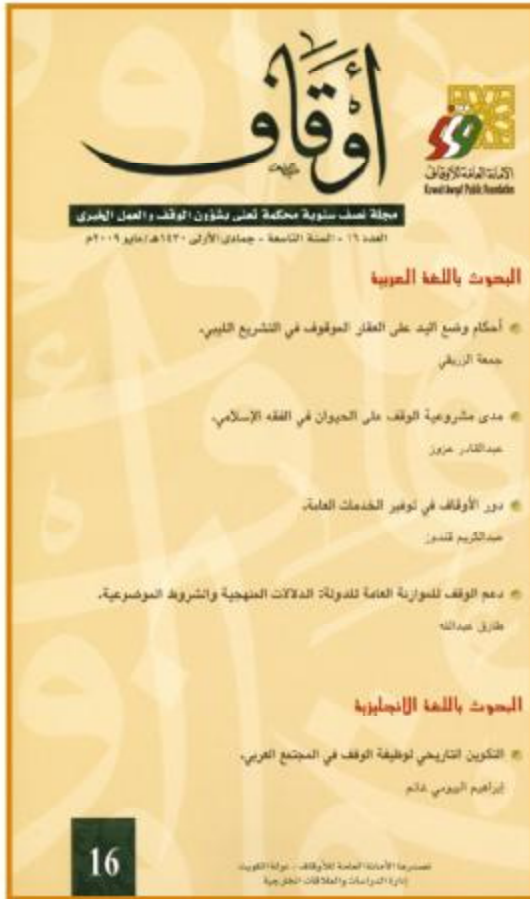 أوقاف
الأمانة العامة للأوقاف
Kuwait Awqaf Public Foundation
مجلة نصف سنوية محكمة تعنى بشؤون الوقف والعمل الخيري
العدد ١٦ - السنة التاسعة - جمادى الأولى ١٤٣٠هـ/مايو ٢٠٠٩م
البحوث باللغة العربية
أحكام وضع اليد على العقار الموقوف في التشريع الليبي.
جمعة الزريقي
مدى مشروعية الوقف على الحيوان في الفقه الإسلامي.
عبدالقادر عزوز
دور الأوقاف في توفير الخدمات العامة.
عبدالكريم قندوز
دعم الوقف للموازنة العامة للدولة: الدلالات المنهجية والشروط الموضوعية.
طارق عبدالله
البحوث باللغة الانجليزية
التكوين التاريخي لوظيفة الوقف في المجتمع العربي.
إبراهيم البيومي غانم
16
تصدرها الأمانة العامة للأوقاف - دولة الكويت
إدارة الدراسات والعلاقات الخارجية